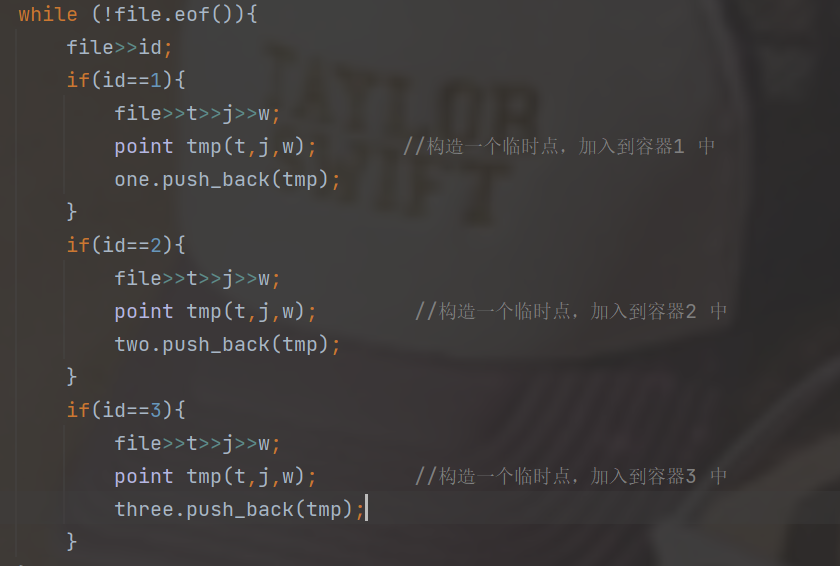 while (!file.eof()){
file>>id;
if(id==1){
file>>t>>j>>w;
point tmp(t,j,w); //构造一个临时点，加入到容器1 中
one.push_back(tmp);
}
if(id==2){
file>>t>>j>>w;
point tmp(t,j,w); //构造一个临时点，加入到容器2 中
two.push_back(tmp);
}
if(id==3){
file>>t>>j>>w;
point tmp(t,j,w); //构造一个临时点，加入到容器3 中
three.push_back(tmp);
}
TAYLOR
SWIFT